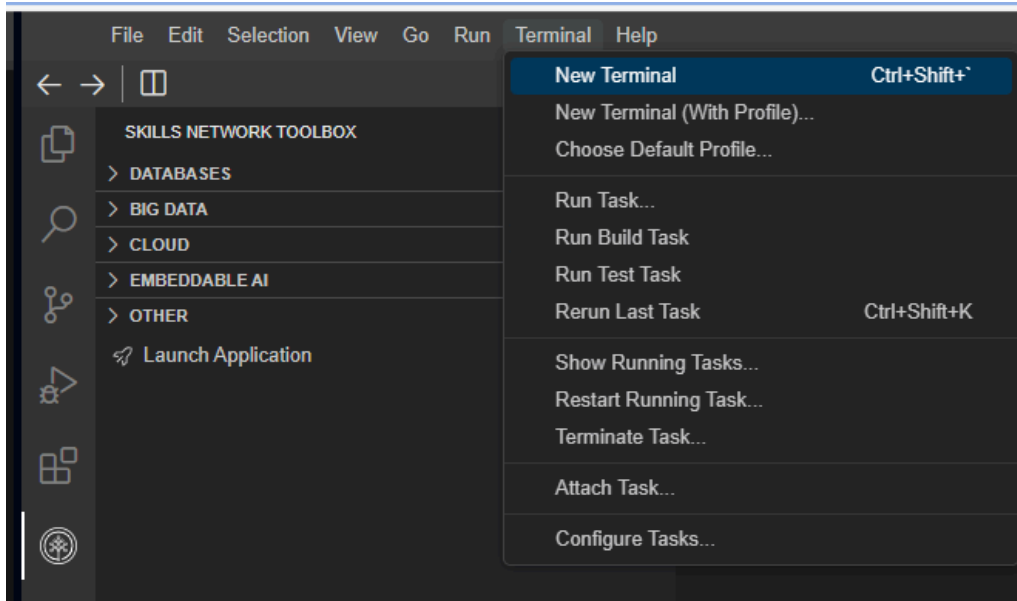 File Edit Selection View Go Run Terminal Help
SKILLS NETWORK TOOLBOX
DATABASES
BIG DATA
CLOUD
EMBEDDABLE AI
OTHER
Launch Application
New Terminal Ctrl+Shift+`
New Terminal (With Profile)...
Choose Default Profile...
Run Task...
Run Build Task
Run Test Task
Rerun Last Task Ctrl+Shift+K
Show Running Tasks...
Restart Running Task...
Terminate Task...
Attach Task...
Configure Tasks...